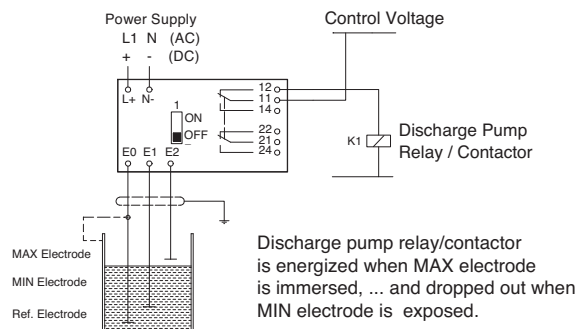 Power Supply
L1 N (AC)
+ - (DC)
Control Voltage
L+ N-
1
ON
OFF
12
11
14
22
21
24
E0 E1 E2
K1
Discharge Pump
Relay / Contactor
MAX Electrode
MIN Electrode
Ref. Electrode
Discharge pump relay/contactor
is energized when MAX electrode
is immersed, ... and dropped out when
MIN electrode is exposed.